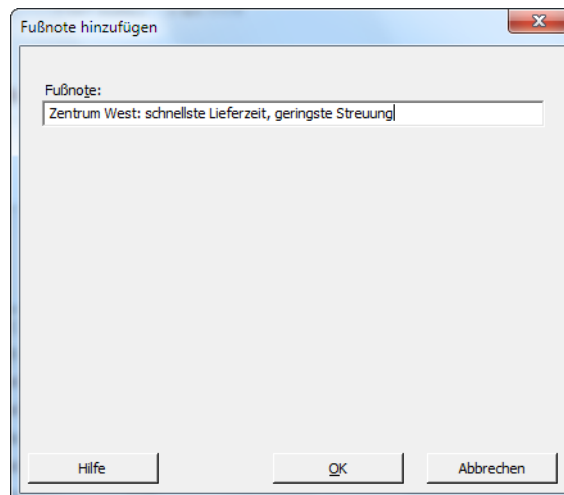 Fußnote hinzufügen
Fußnote:
Zentrum West: schnellste Lieferzeit, geringste Streuung
Hilfe OK Abbrechen